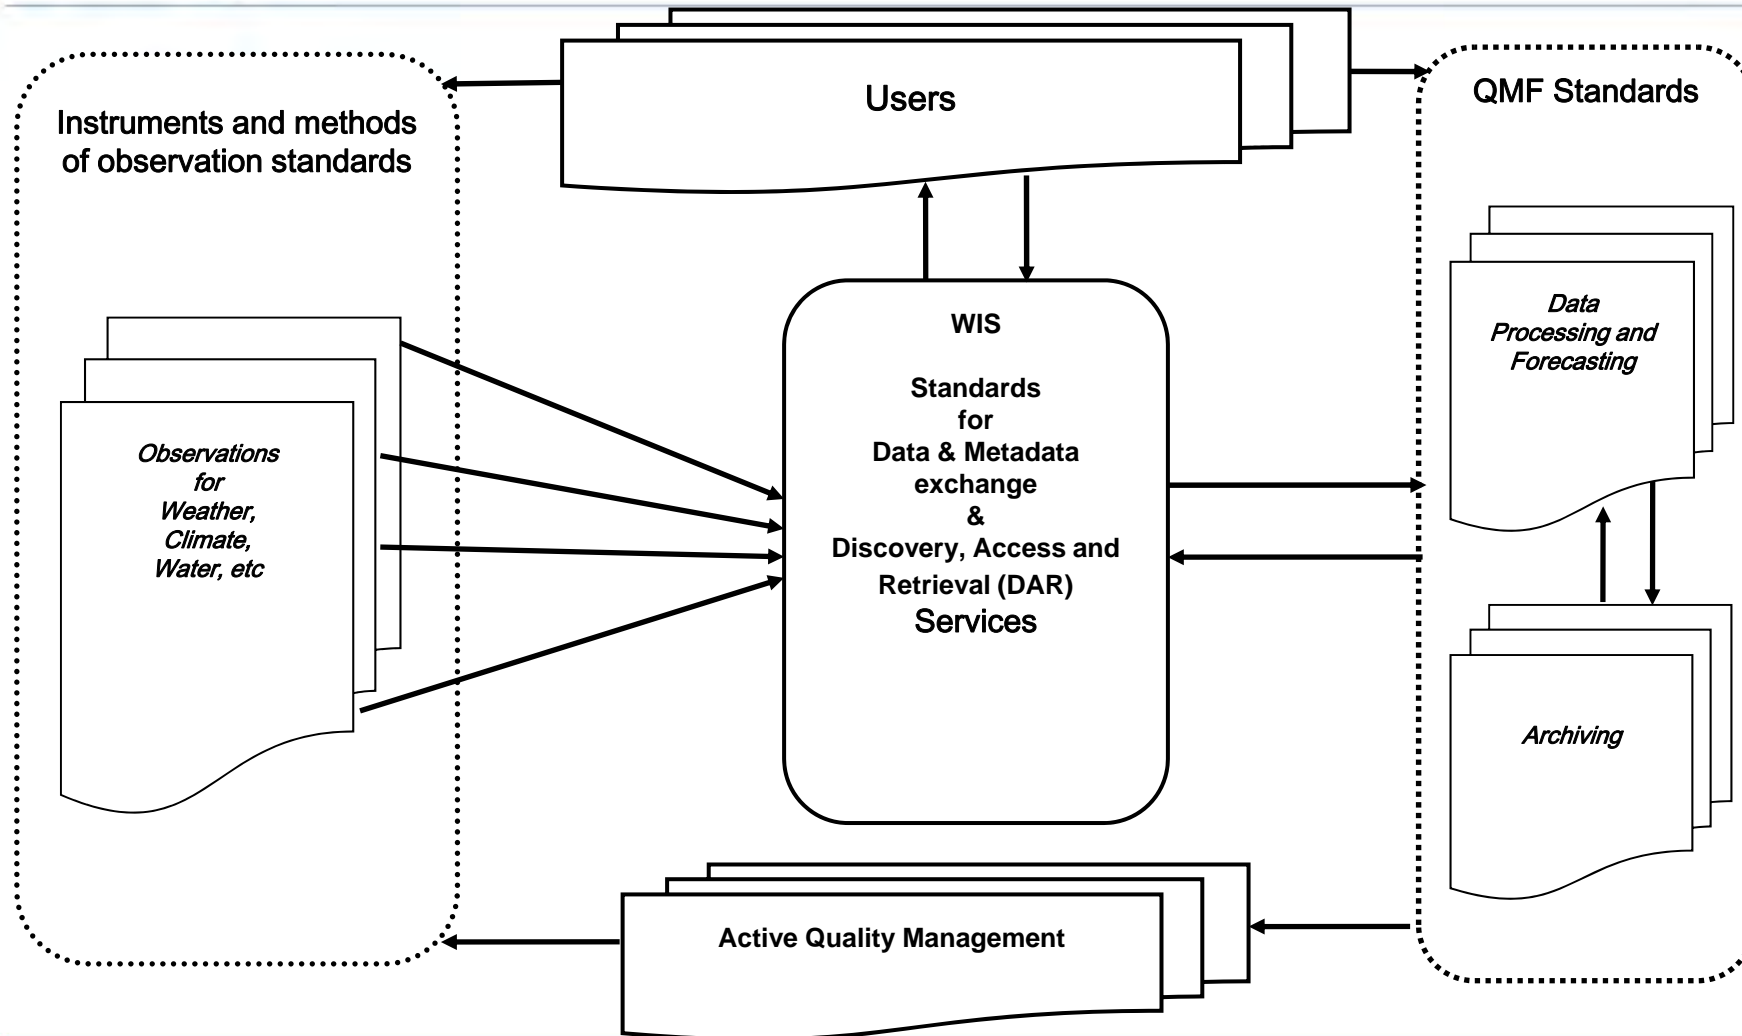 Users
QMF Standards
Instruments and methods
of observation standards
Observations
for
Weather,
Climate,
Water, etc
WIS
Standards
for
Data & Metadata
exchange
&
Discovery, Access and
Retrieval (DAR)
Services
Data
Processing and
Forecasting
Archiving
Active Quality Management